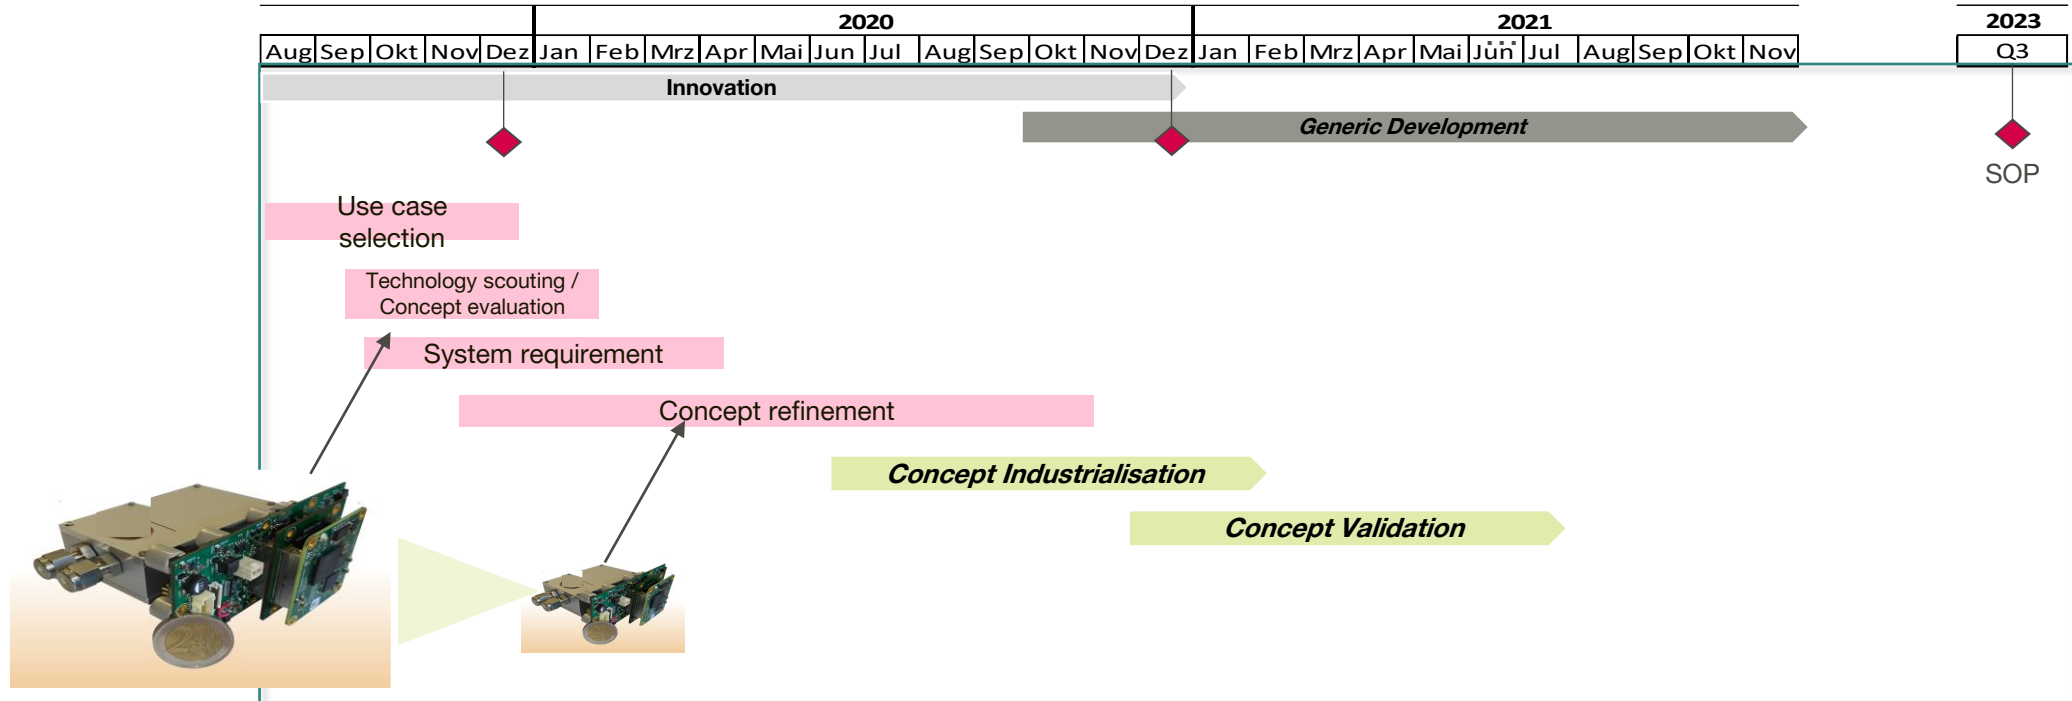 2020 2021 2023
Aug Sep Okt Nov Dez Jan Feb Mrz Apr Mai Jun Jul Aug Sep Okt Nov Dez Jan Feb Mrz Apr Mai Jun Jul Aug Sep Okt Nov Q3
Innovation
Generic Development
SOP
Use case
selection
Technology scouting /
Concept evaluation
System requirement
Concept refinement
Concept Industrialisation
Concept Validation